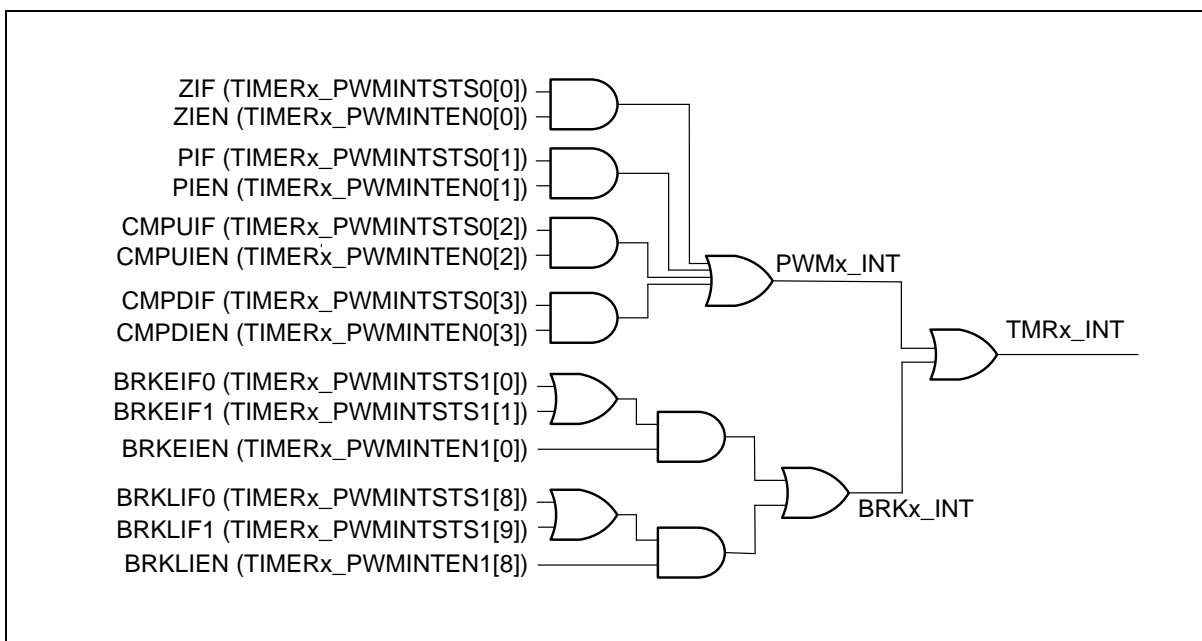 ZIF (TIMERx_PWMINTSTS0[0])
ZIEN (TIMERx_PWMINTEN0[0])
PIF (TIMERx_PWMINTSTS0[1])
PIEN (TIMERx_PWMINTEN0[1])
CMPUIF (TIMERx_PWMINTSTS0[2])
CMPUIEN (TIMERx_PWMINTEN0[2])
CMPDIF (TIMERx_PWMINTSTS0[3])
CMPDIEN (TIMERx_PWMINTEN0[3])
PWMx_INT
TMRx_INT
BRKEIF0 (TIMERx_PWMINTSTS1[0])
BRKEIF1 (TIMERx_PWMINTSTS1[1])
BRKEIEN (TIMERx_PWMINTEN1[0])
BRKLIF0 (TIMERx_PWMINTSTS1[8])
BRKLIF1 (TIMERx_PWMINTSTS1[9])
BRKLIEN (TIMERx_PWMINTEN1[8])
BRKx_INT